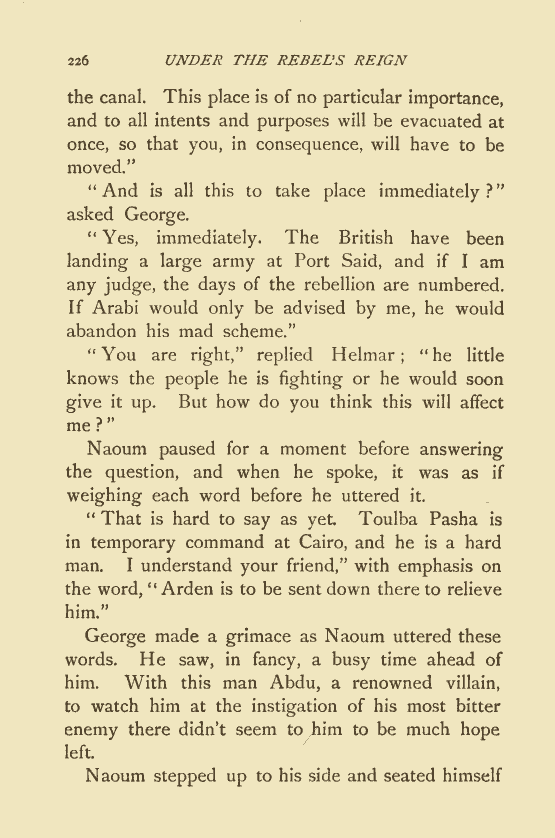 226 UNDER THE REBEL'S REIGN
the canal. This place is of no particular importance,
and to all intents and purposes will be evacuated at
once, so that you, in consequence, will have to be
moved."
"And is all this to take place immediately?"
asked George.
"Yes, immediately. The British have been
landing a large army at Port Said, and if I am
any judge, the days of the rebellion are numbered.
If Arabi would only be advised by me, he would
abandon his mad scheme."
"You are right," replied Helmar; "he little
knows the people he is fighting or he would soon
give it up. But how do you think this will affect
me?"
Naoum paused for a moment before answering
the question, and when he spoke, it was as if
weighing each word before he uttered it.
"That is hard to say as yet. Toulba Pasha is
in temporary command at Cairo, and he is a hard
man. I understand your friend," with emphasis on
the word, "Arden is to be sent down there to relieve
him."
George made a grimace as Naoum uttered these
words. He saw, in fancy, a busy time ahead of
him. With this man Abdu, a renowned villain,
to watch him at the instigation of his most bitter
enemy there didn't seem to him to be much hope
left.
Naoum stepped up to his side and seated himself